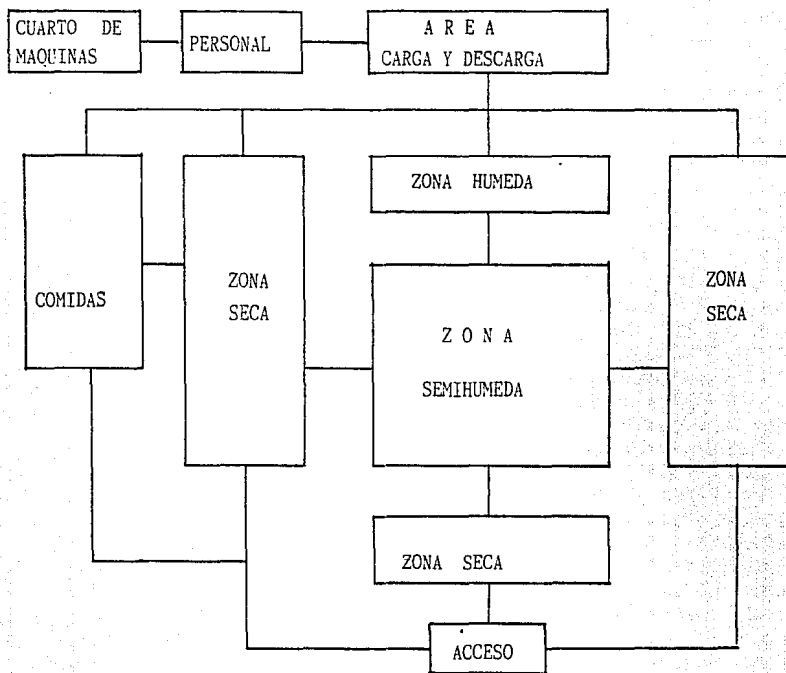 CUARTO DE
MAQUINAS
PERSONAL
A R E A
CARGA Y DESCARGA
ZONA HUMEDA
COMIDAS
ZONA
SECA
Z O N A
SEMIHUMEDA
ZONA
SECA
ZONA SECA
ACCESO